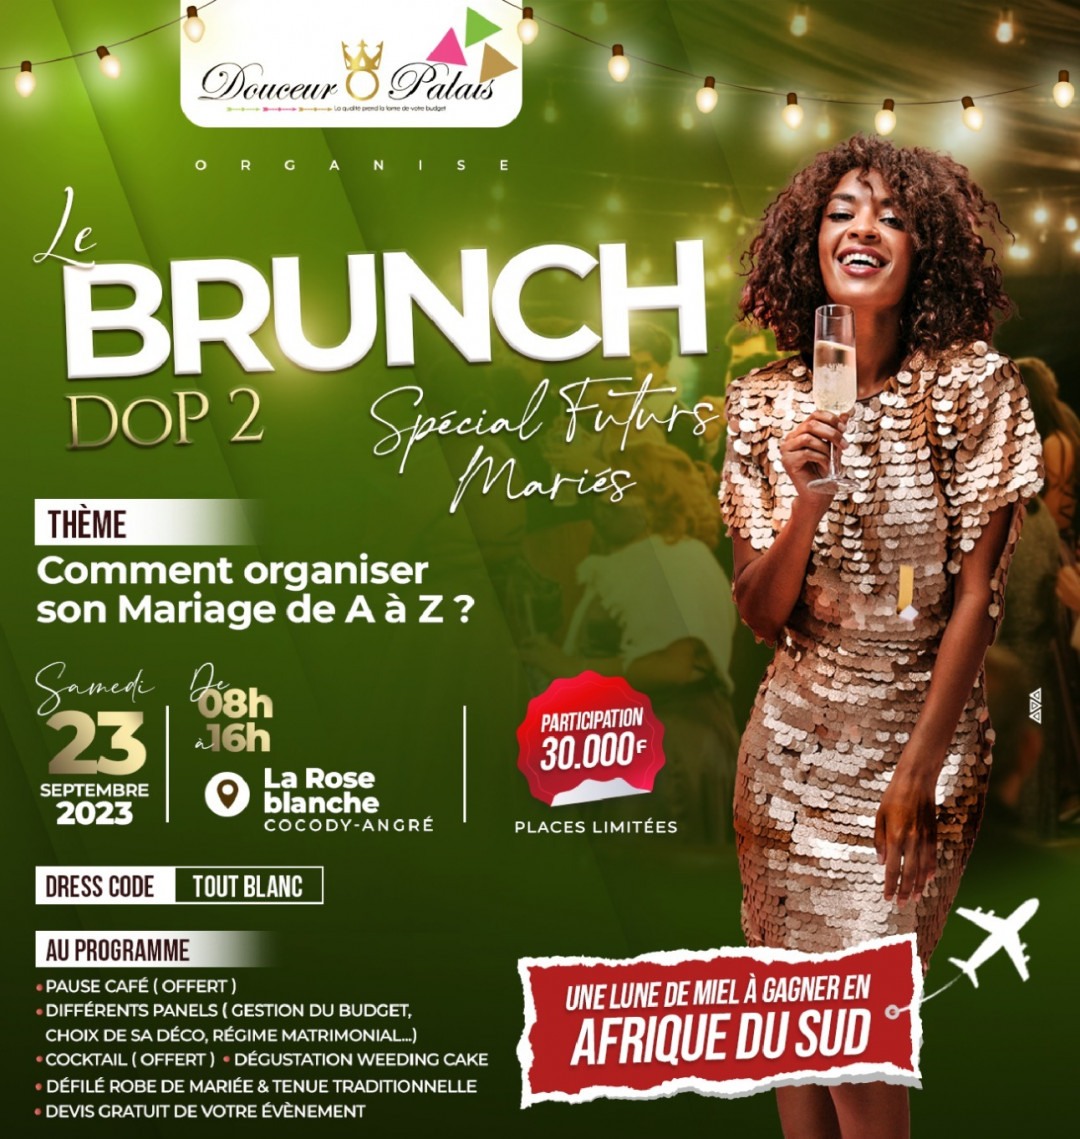 Douceur O Palais
La qualité prend la forme de votre budget
ORGANISE
Le
BRUNCH
DOP 2
Spécial Futurs
Mariés
THÈME
Comment organiser
son Mariage de A à Z ?
Samedi
23
SEPTEMBRE
2023
De
08h
à 16h
La Rose
blanche
COCODY-ANGRÉ
PARTICIPATION
30.000F
PLACES LIMITÉES
DRESS CODE TOUT BLANC
AU PROGRAMME
• PAUSE CAFÉ ( OFFERT )
• DIFFÉRENTS PANELS ( GESTION DU BUDGET,
CHOIX DE SA DÉCO, RÉGIME MATRIMONIAL...)
• COCKTAIL ( OFFERT ) • DÉGUSTATION WEEDING CAKE
• DÉFILÉ ROBE DE MARIÉE & TENUE TRADITIONNELLE
• DEVIS GRATUIT DE VOTRE ÉVÈNEMENT
UNE LUNE DE MIEL À GAGNER EN
AFRIQUE DU SUD